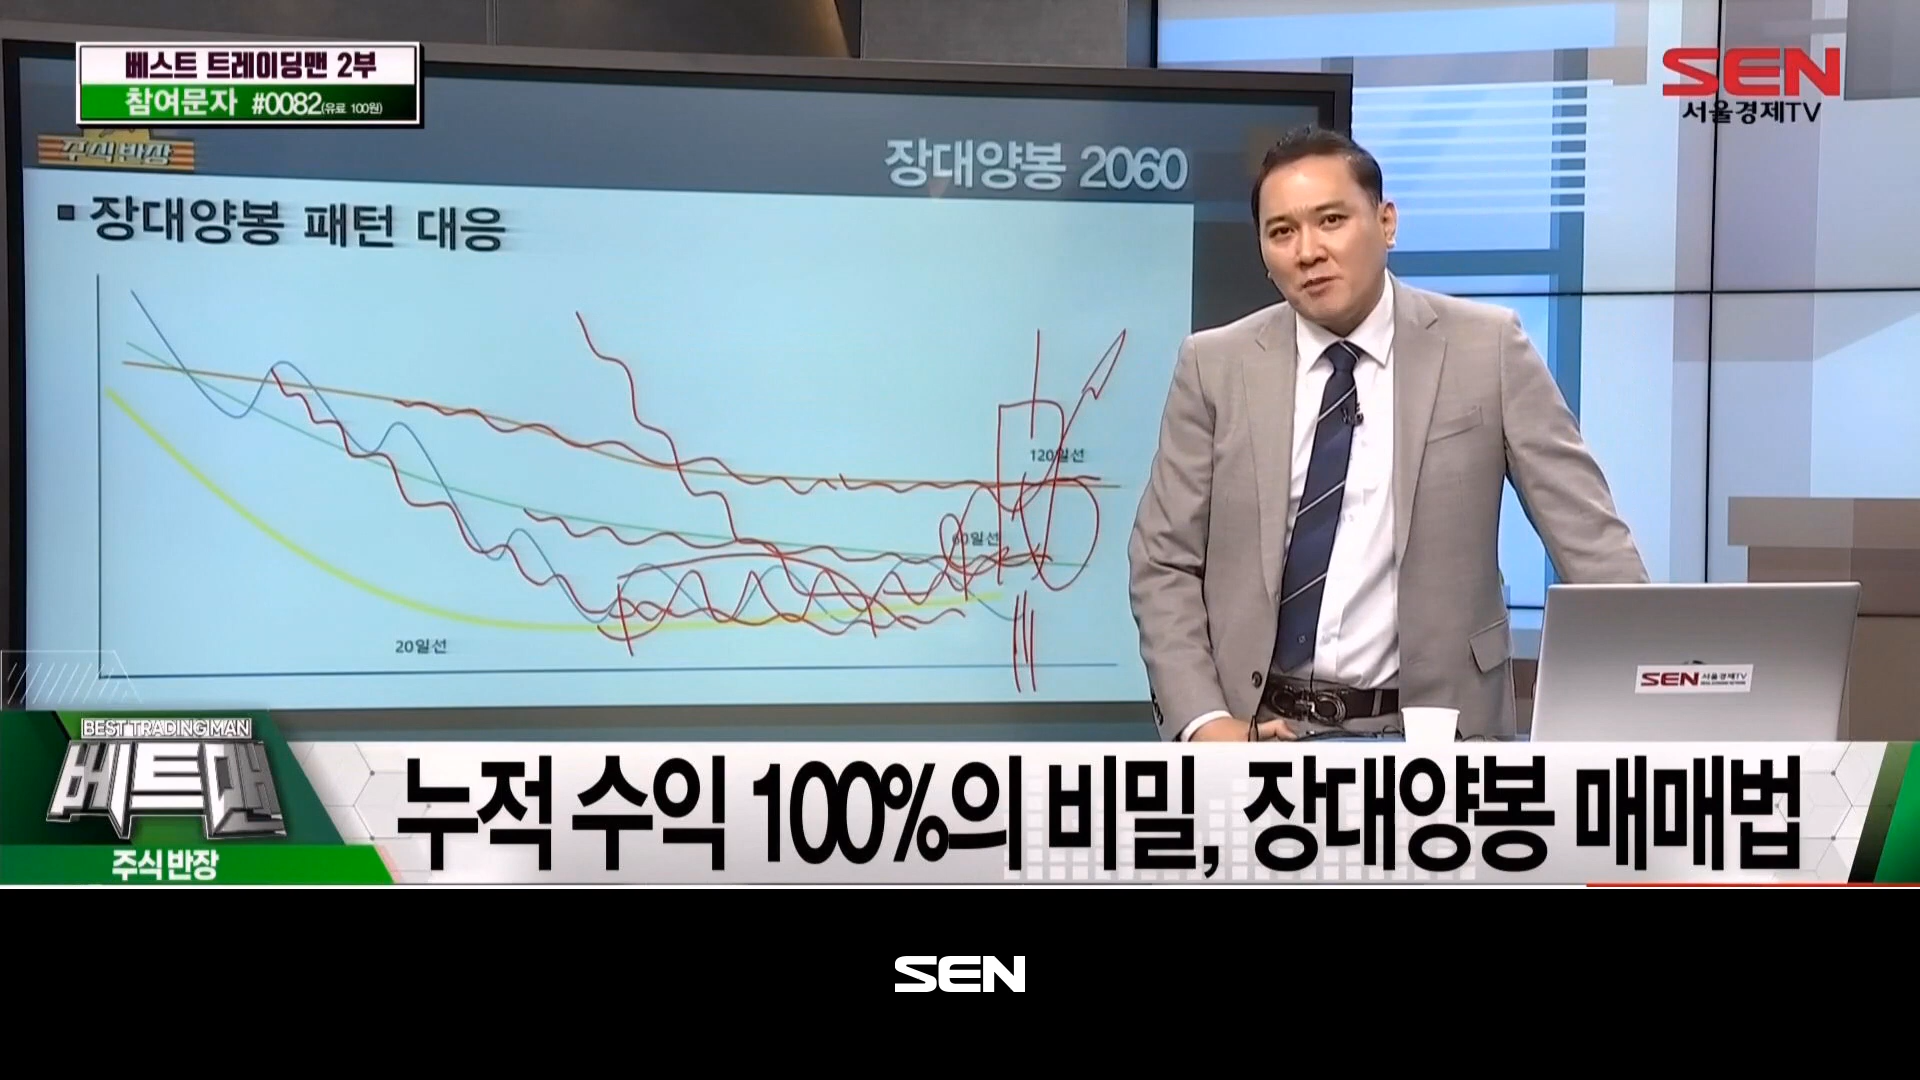 베스트 트레이딩맨 2부
참여문자 #0082(유료 100원)
SEN
서울경제TV
주식반장
장대양봉 2060
▪ 장대양봉 패턴 대응
120일선
60일선
20일선
SEN 서울경제TV
BEST TRADING MAN
베트맨
주식반장
누적 수익 100%의 비밀, 장대양봉 매매법
SEN